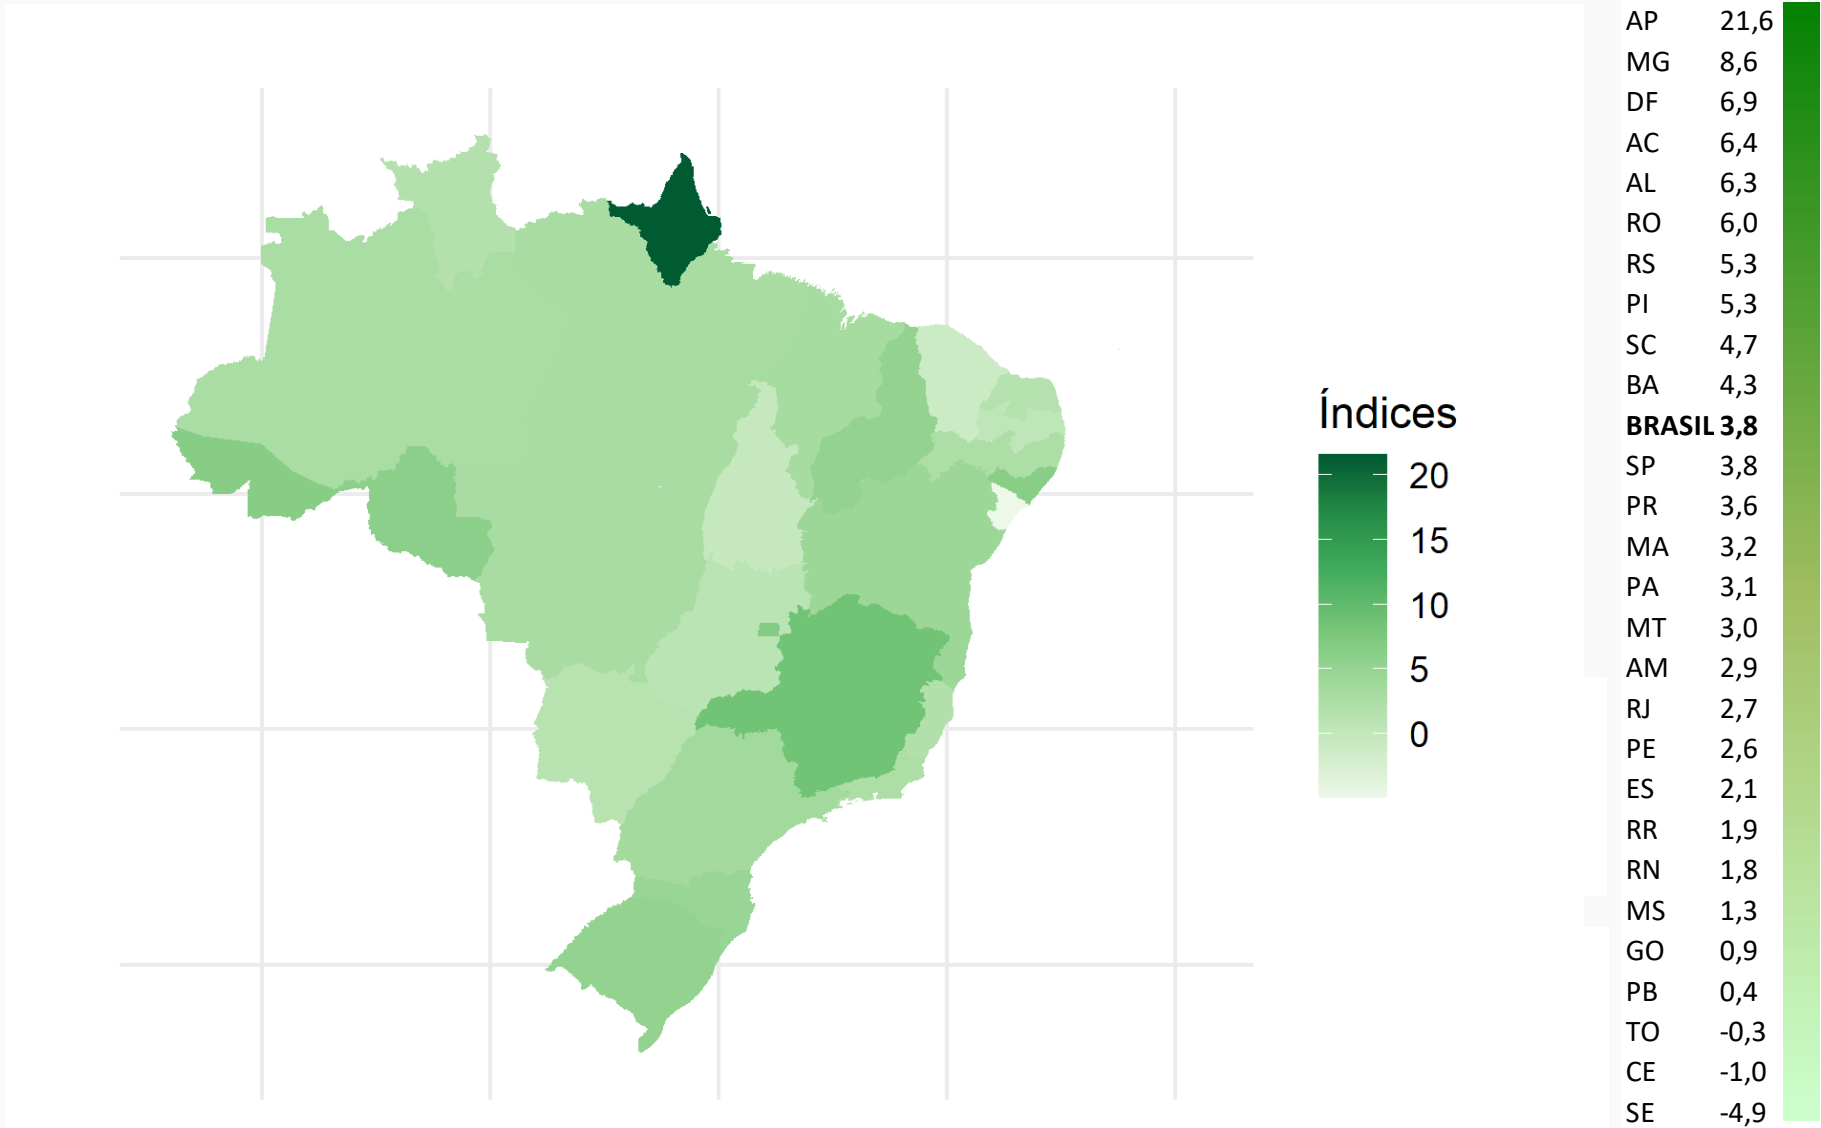 Índices
20
15
10
5
0
AP 21,6
MG 8,6
DF 6,9
AC 6,4
AL 6,3
RO 6,0
RS 5,3
PI 5,3
SC 4,7
BA 4,3
BRASIL 3,8
SP 3,8
PR 3,6
MA 3,2
PA 3,1
MT 3,0
AM 2,9
RJ 2,7
PE 2,6
ES 2,1
RR 1,9
RN 1,8
MS 1,3
GO 0,9
PB 0,4
TO -0,3
CE -1,0
SE -4,9